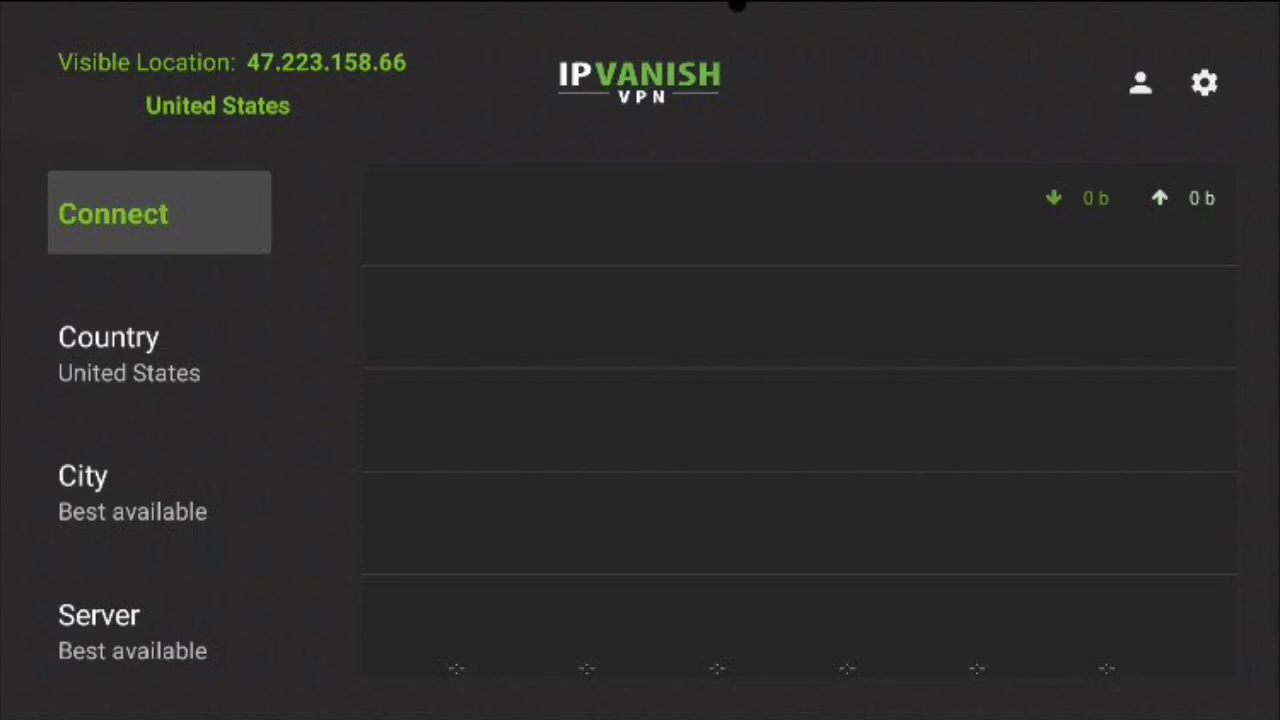 Visible Location: 47.223.158.66
United States
IPVANISH
VPN
Connect
0 b
0 b
Country
United States
City
Best available
Server
Best available